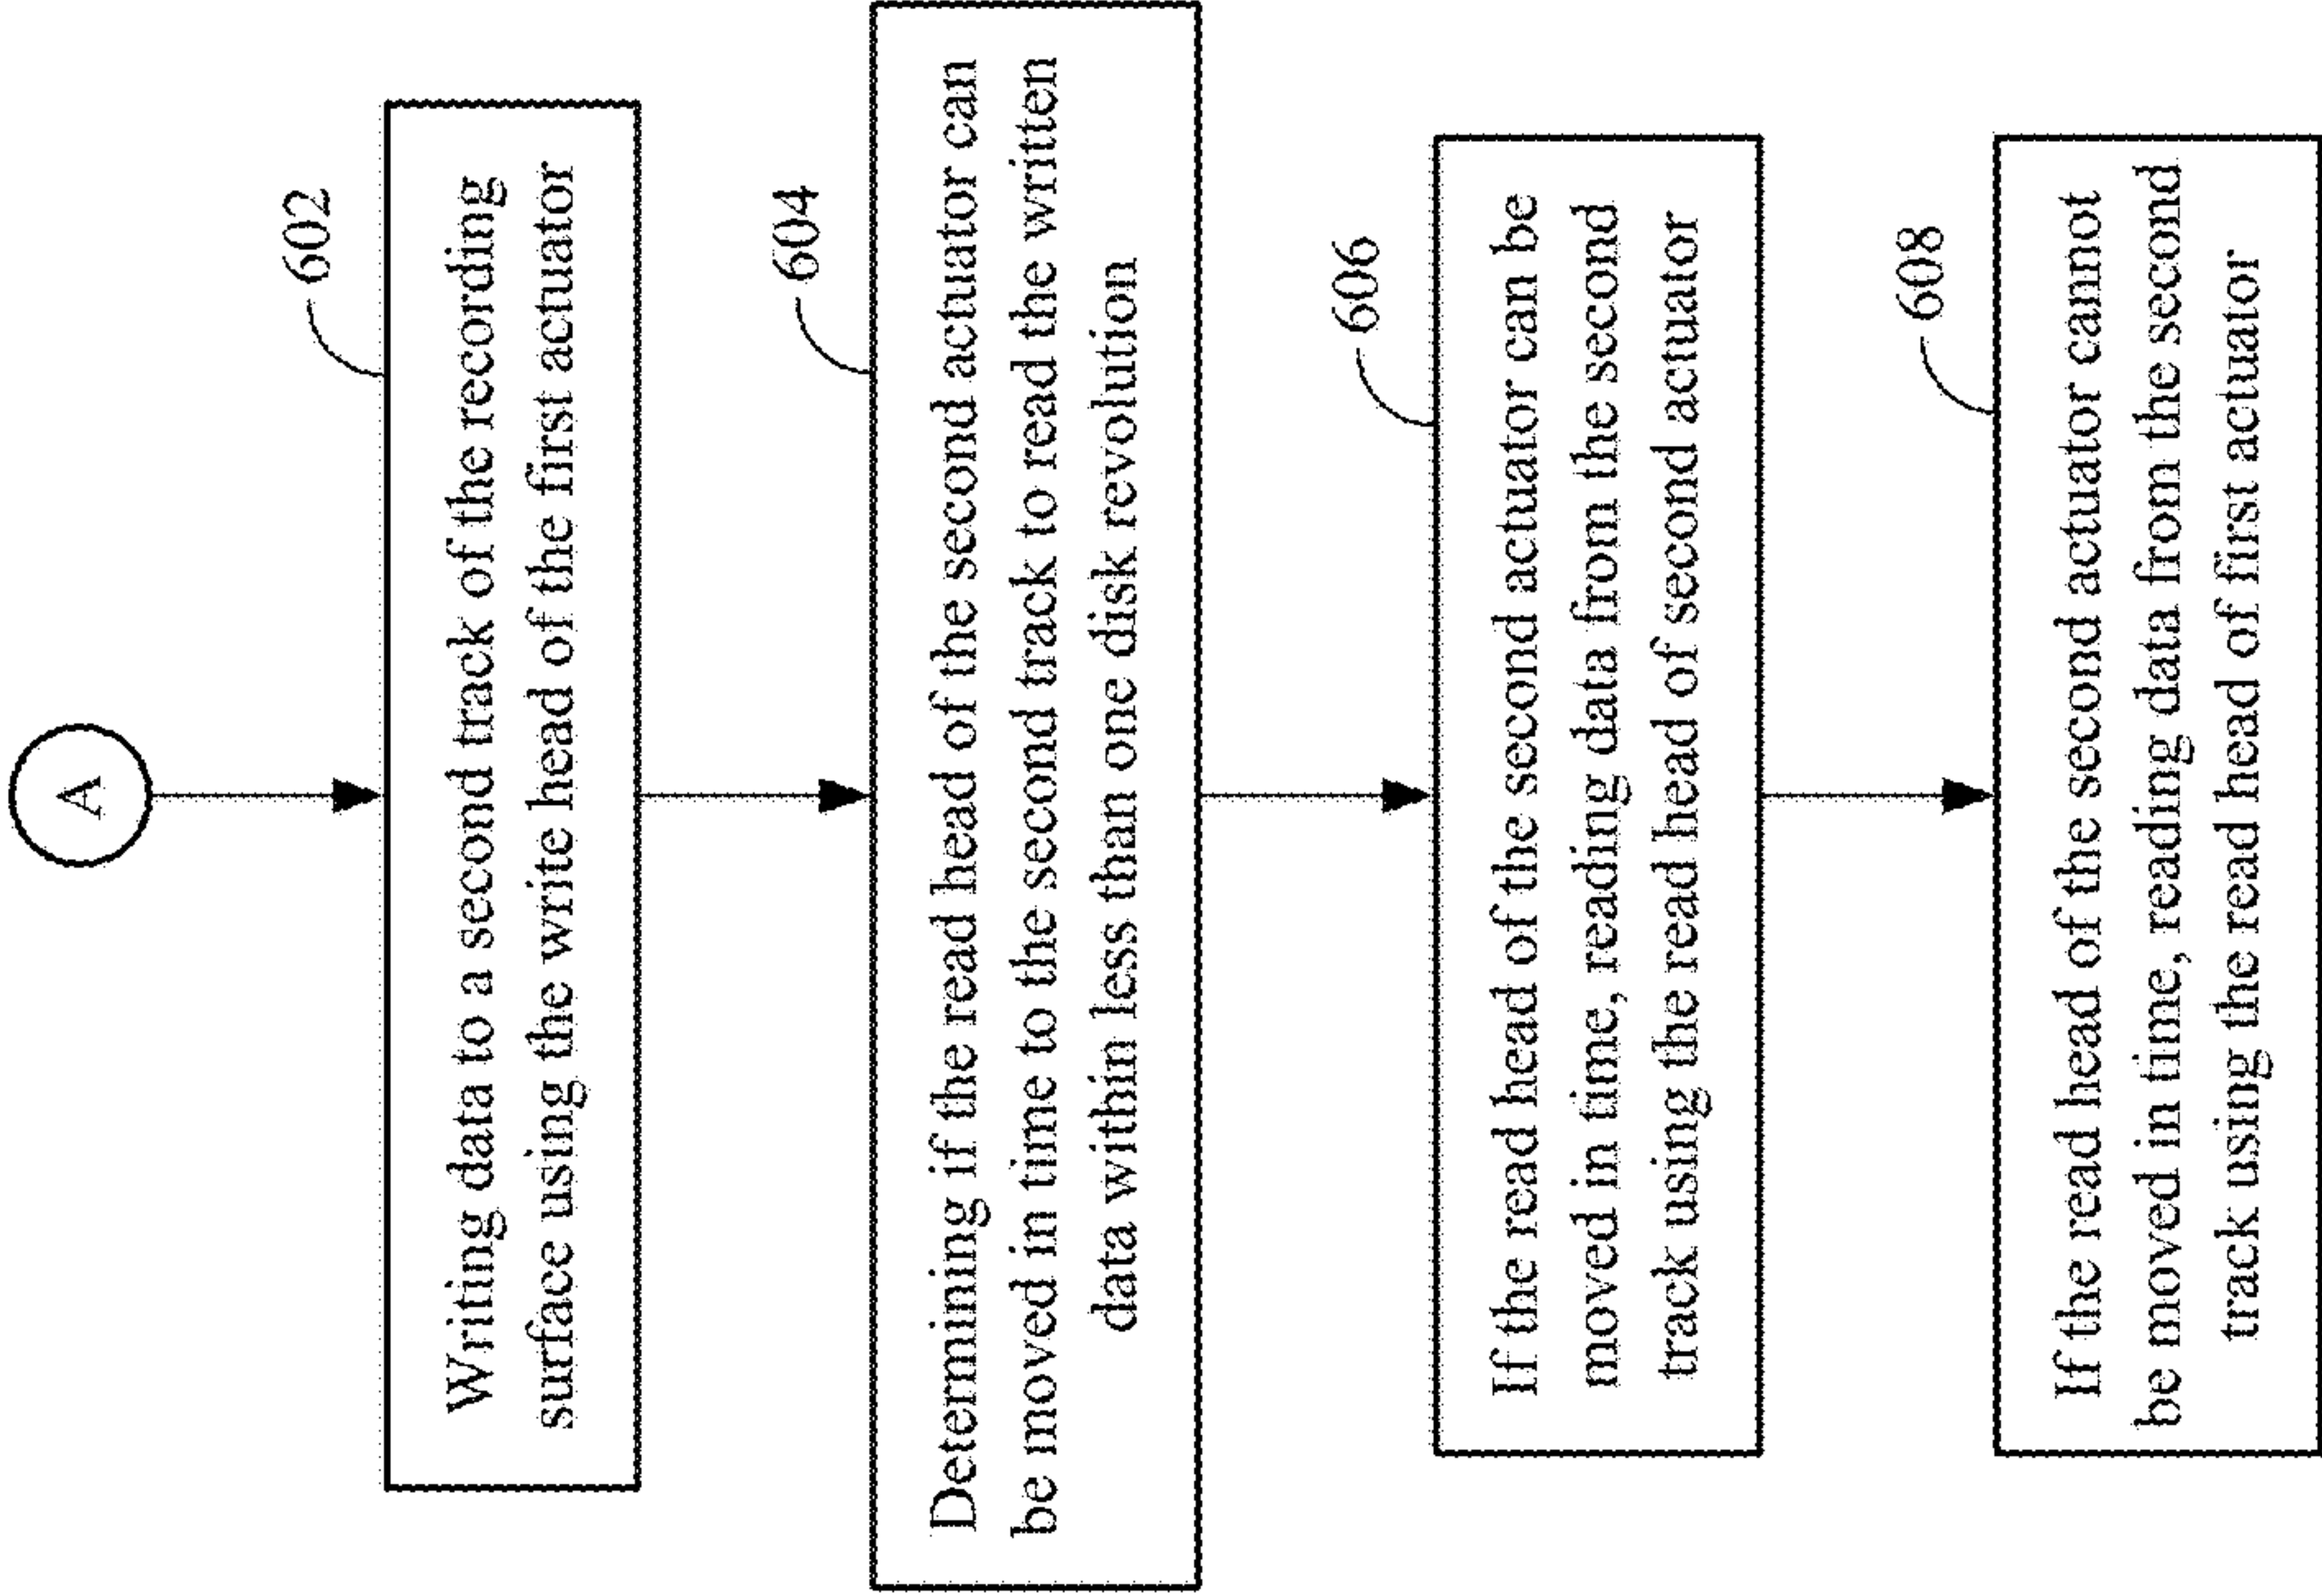 A
602
Writing data to a second track of the recording
surface using the write head of the first actuator
604
Determining if the read head of the second actuator can
be moved in time to the second track to read the written
data within less than one disk revolution
606
If the read head of the second actuator can be
moved in time, reading data from the second
track using the read head of second actuator
608
If the read head of the second actuator cannot
be moved in time, reading data from the second
track using the read head of first actuator